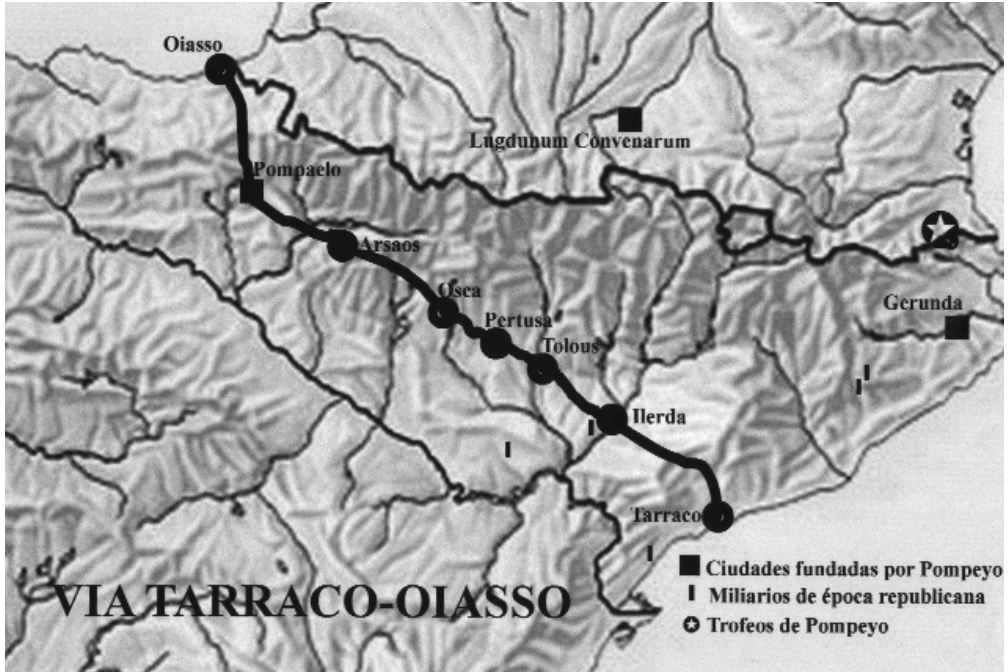 Oiasso
Lugdunum Convenarum
Pompaelo
Arsaos
Osca
Gerunda
Pertusa
Tolous
Ilerda
Tarraco
VIA TARRACO-OIASSO
Ciudades fundadas por Pompeyo
Miliarios de época republicana
Trofeos de Pompeyo